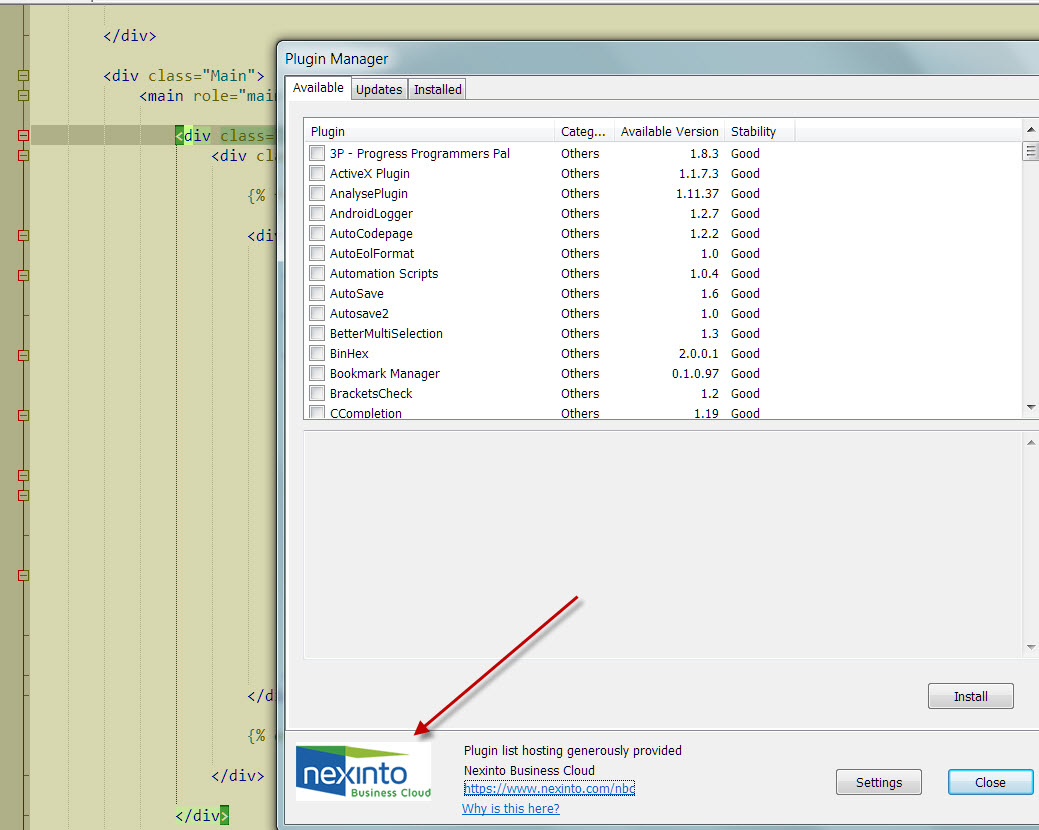 </div>
<div class="Main">
<main role="main
<div class=
<div cl
{%
<div
</di
{%
</div>
</div>
Plugin Manager
Available Updates Installed
Plugin Categ... Available Version Stability
3P - Progress Programmers Pal Others 1.8.3 Good
ActiveX Plugin Others 1.1.7.3 Good
AnalysePlugin Others 1.11.37 Good
AndroidLogger Others 1.2.7 Good
AutoCodepage Others 1.2.2 Good
AutoEolFormat Others 1.0 Good
Automation Scripts Others 1.0.4 Good
AutoSave Others 1.6 Good
Autosave2 Others 1.0 Good
BetterMultiSelection Others 1.3 Good
BinHex Others 2.0.0.1 Good
Bookmark Manager Others 0.1.0.97 Good
BracketsCheck Others 1.2 Good
CCompletion Others 1.19 Good
Install
nexinto
Business Cloud
Plugin list hosting generously provided
Nexinto Business Cloud
https://www.nexinto.com/nbc
Why is this here?
Settings Close